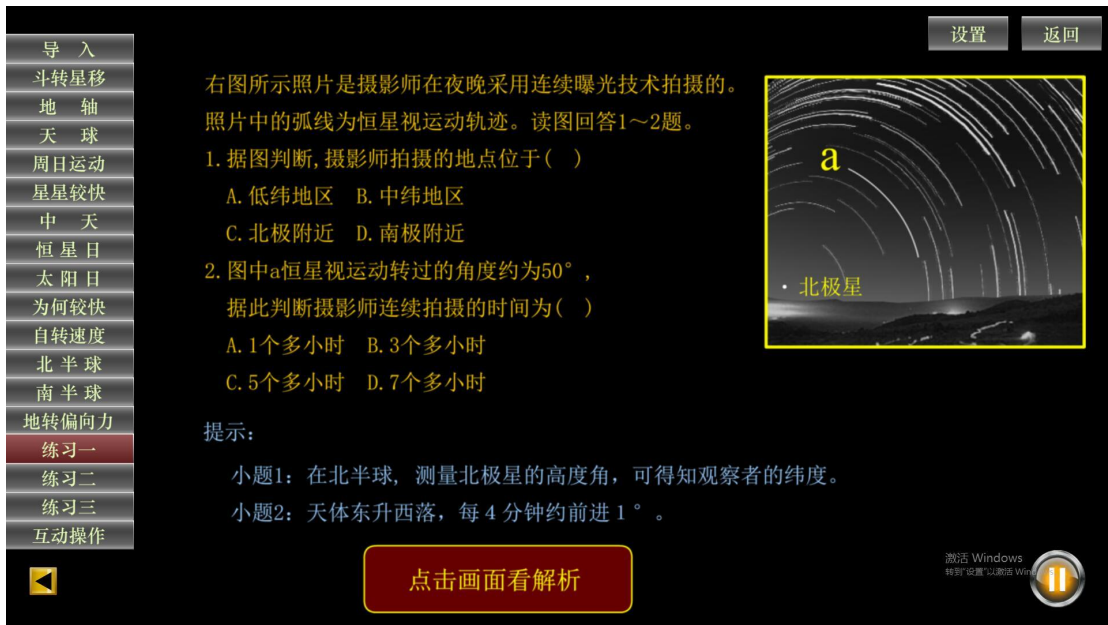 设置
返回
导 入
斗转星移
地 轴
天 球
周日运动
星星较快
中 天
恒 星 日
太 阳 日
为何较快
自转速度
北 半 球
南 半 球
地转偏向力
练习一
练习二
练习三
互动操作
右图所示照片是摄影师在夜晚采用连续曝光技术拍摄的。
照片中的弧线为恒星视运动轨迹。读图回答1～2题。
1.据图判断,摄影师拍摄的地点位于( )
A.低纬地区 B.中纬地区
C.北极附近 D.南极附近
2.图中a恒星视运动转过的角度约为50°,
据此判断摄影师连续拍摄的时间为( )
A.1个多小时 B.3个多小时
C.5个多小时 D.7个多小时
a
北极星
提示:
小题1: 在北半球, 测量北极星的高度角，可得知观察者的纬度。
小题2: 天体东升西落，每 4 分钟约前进 1 °。
点击画面看解析
激活 Windows
转到"设置"以激活 Win